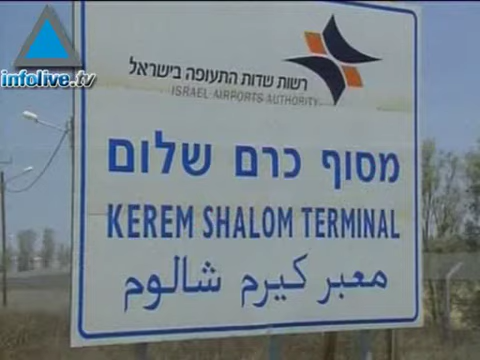 infolive.tv
רשות שדות התעופה בישראל
ISRAEL AIRPORTS AUTHORITY
מסוף כרם שלום
KEREM SHALOM TERMINAL
معبر كيرم شالوم